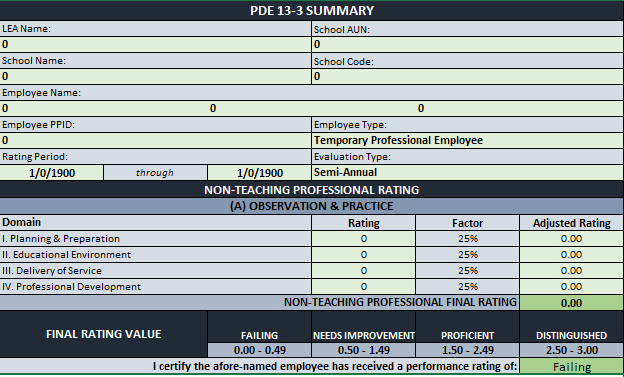 PDE 13-3 SUMMARY
LEA Name: School AUN:
0 0
School Name: School Code:
0 0
Employee Name:
0 0 0
Employee PPID: Employee Type:
0 Temporary Professional Employee
Rating Period: Evaluation Type:
1/0/1900 through 1/0/1900 Semi-Annual
NON-TEACHING PROFESSIONAL RATING
(A) OBSERVATION & PRACTICE
Domain Rating Factor Adjusted Rating
I. Planning & Preparation 0 25% 0.00
II. Educational Environment 0 25% 0.00
III. Delivery of Service 0 25% 0.00
IV. Professional Development 0 25% 0.00
NON-TEACHING PROFESSIONAL FINAL RATING 0.00
FINAL RATING VALUE FAILING NEEDS IMPROVEMENT PROFICIENT DISTINGUISHED
0.00 - 0.49 0.50 - 1.49 1.50 - 2.49 2.50 - 3.00
I certify the afore-named employee has received a performance rating of: Failing